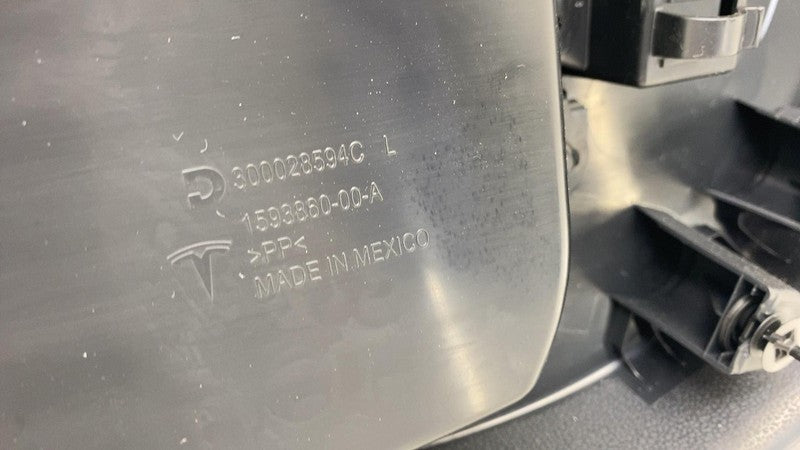 300028594C L
1593860-00-A
>PP<
MADE IN MEXICO